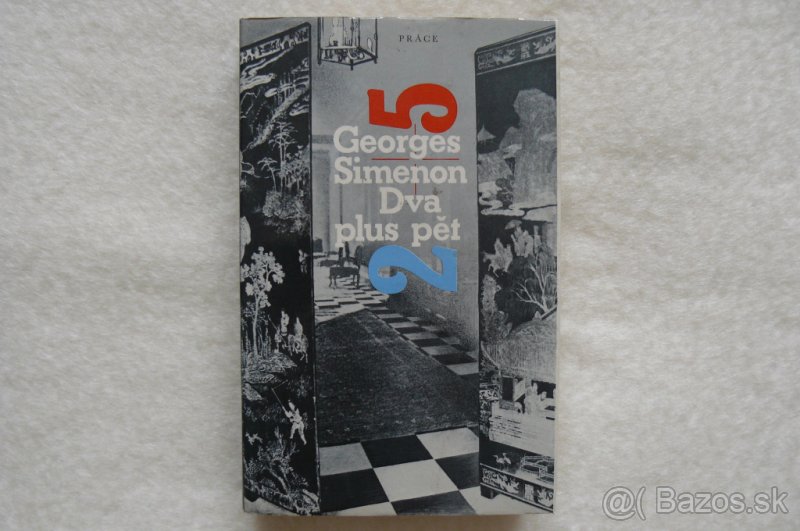 PRÁCE
5
Georges
Simenon
Dva
plus pět
2
@( Bazos.sk